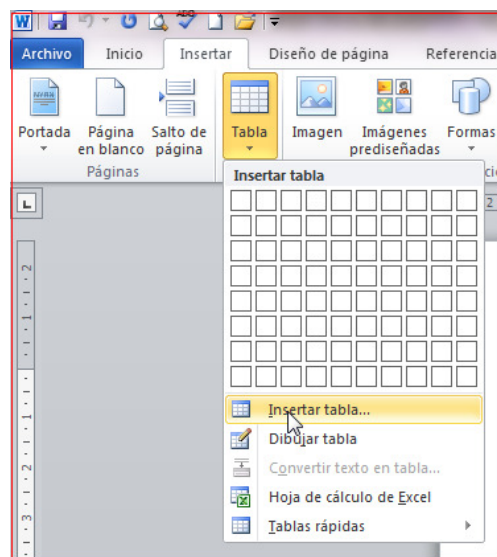 Archivo Inicio Insertar Diseño de página Referencia
Portada Página en blanco Salto de página Tabla Imagen Imágenes prediseñadas Formas
Páginas
Insertar tabla
Insertar tabla...
Dibujar tabla
Convertir texto en tabla...
Hoja de cálculo de Excel
Tablas rápidas